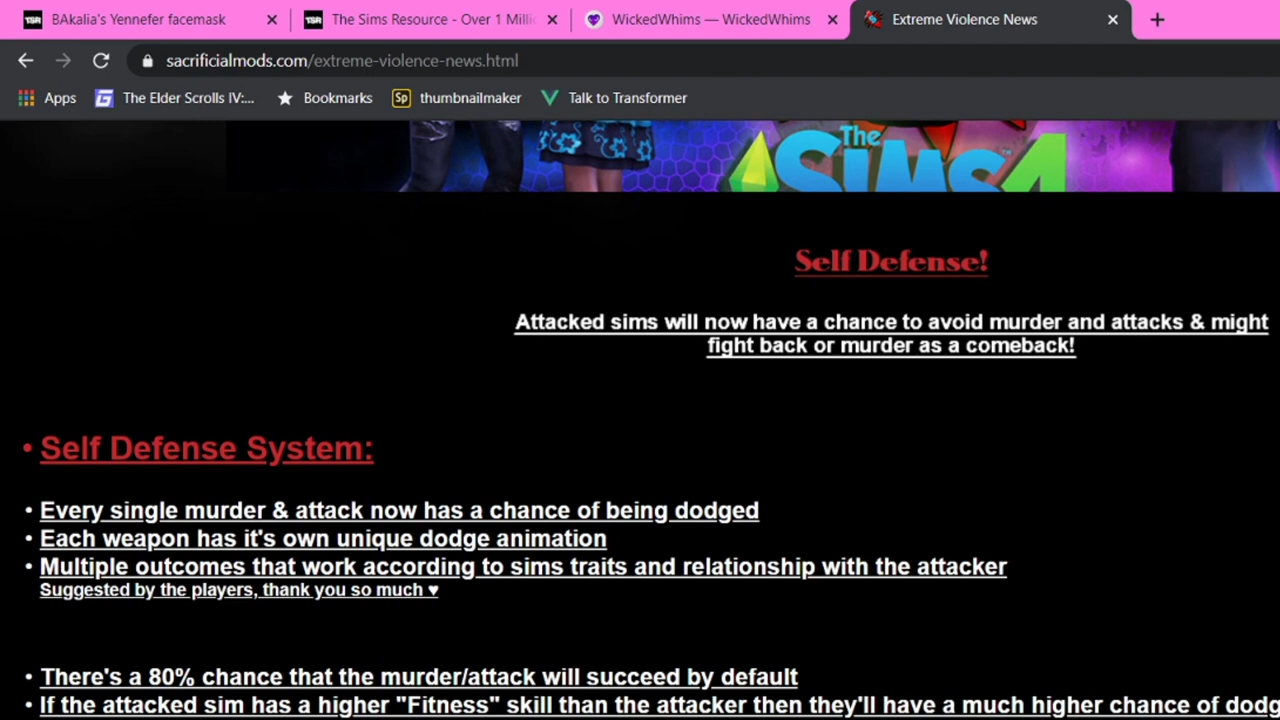 BAkalia's Yennefer facemask
TSR The Sims Resource - Over 1 Milli
WickedWhims — WickedWhims
Extreme Violence News
sacrificialmods.com/extreme-violence-news.html
Apps
The Elder Scrolls IV:...
Bookmarks
Sp thumbnailmaker
Talk to Transformer
The
SIMS 4
Self Defense!
Attacked sims will now have a chance to avoid murder and attacks & might
fight back or murder as a comeback!
• Self Defense System:
• Every single murder & attack now has a chance of being dodged
• Each weapon has it's own unique dodge animation
• Multiple outcomes that work according to sims traits and relationship with the attacker
Suggested by the players, thank you so much ♥
• There's a 80% chance that the murder/attack will succeed by default
• If the attacked sim has a higher "Fitness" skill than the attacker then they'll have a much higher chance of dodg